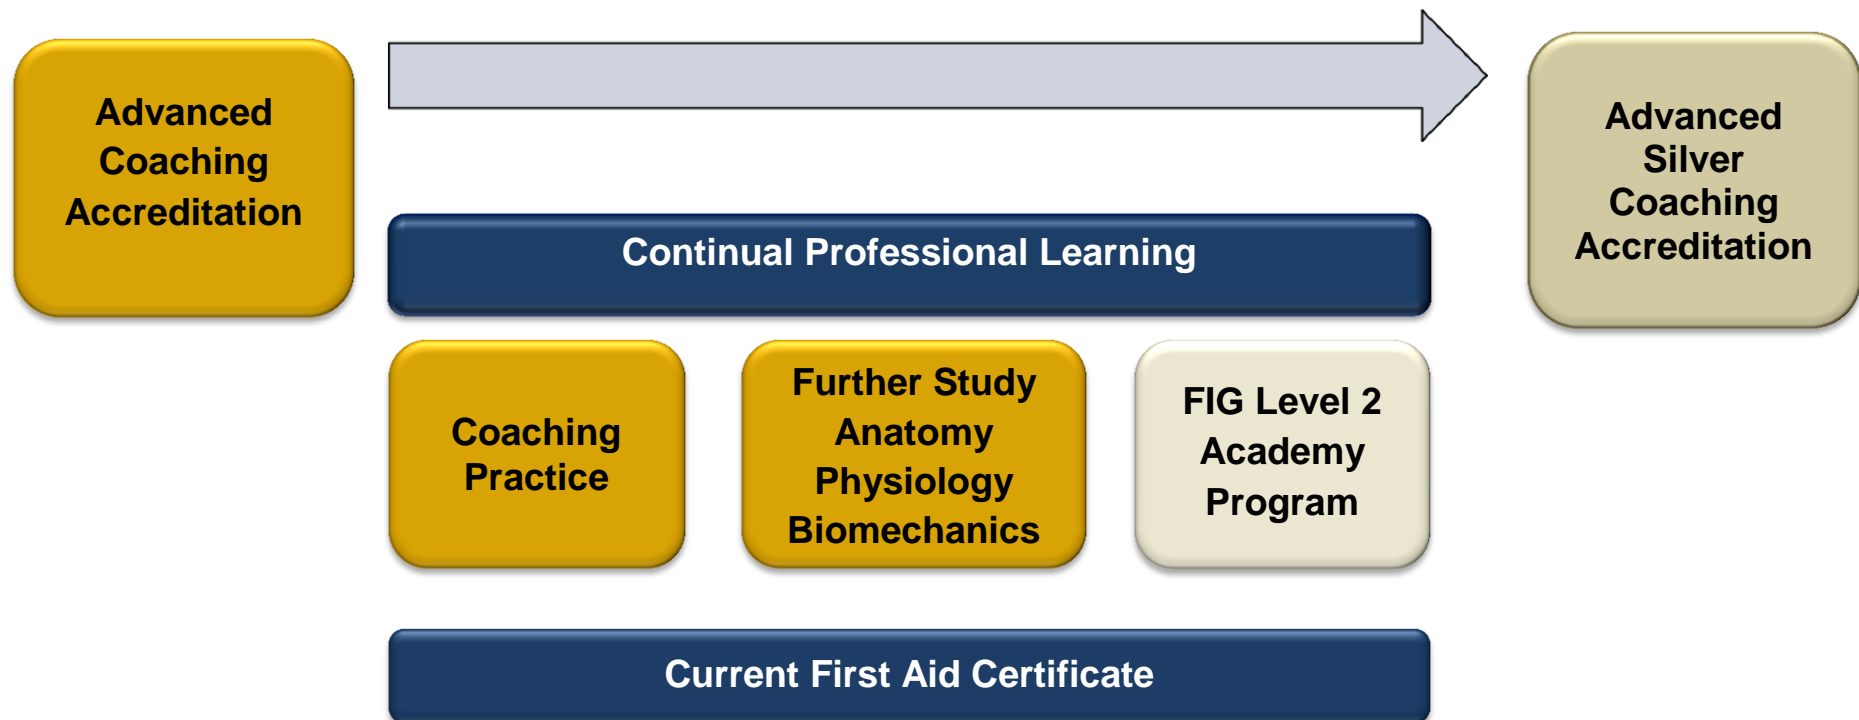 Advanced
Coaching
Accreditation
Advanced
Silver
Coaching
Accreditation
Continual Professional Learning
Coaching
Practice
Further Study
Anatomy
Physiology
Biomechanics
FIG Level 2
Academy
Program
Current First Aid Certificate